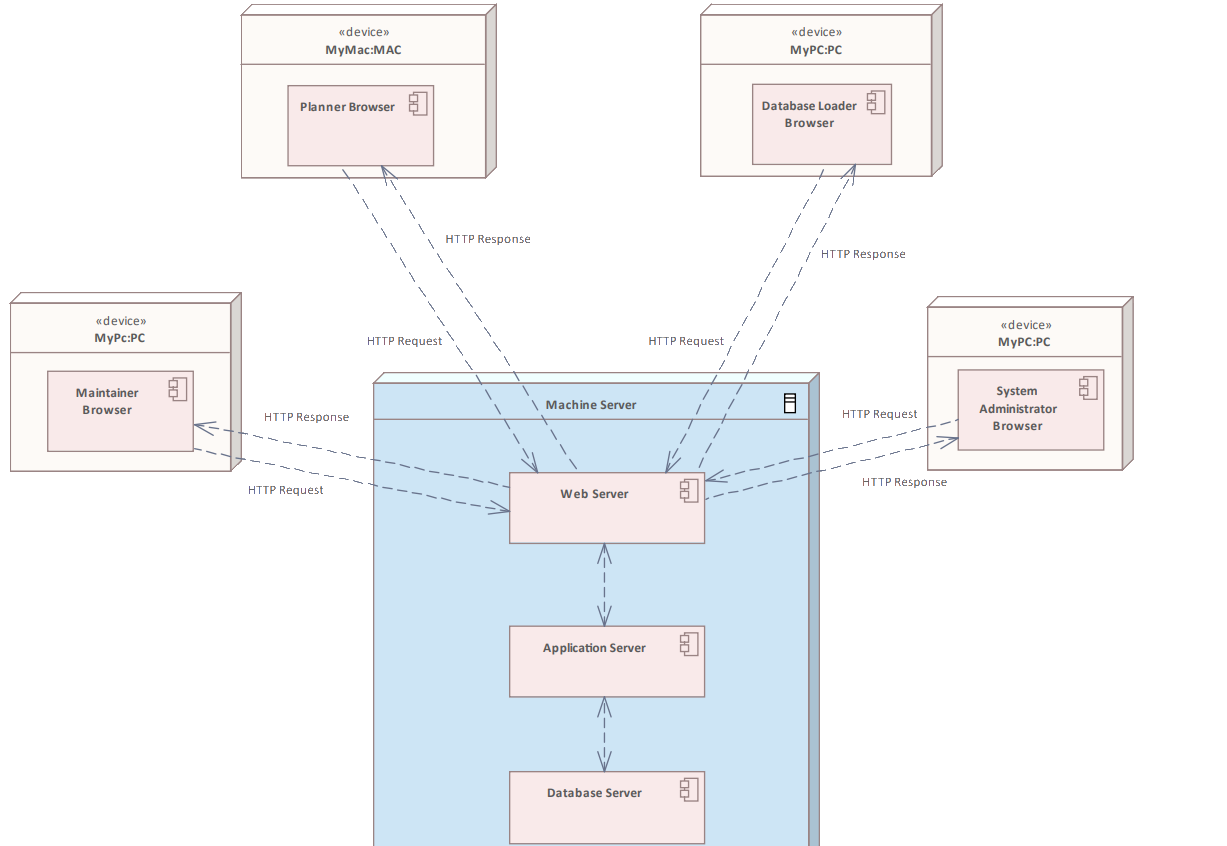 «device»
MyMac:MAC
Planner Browser
«device»
MyPC:PC
Database Loader
Browser
HTTP Response
HTTP Response
HTTP Request
HTTP Request
«device»
MyPc:PC
Maintainer
Browser
«device»
MyPC:PC
System
Administrator
Browser
HTTP Response
HTTP Request
HTTP Request
HTTP Response
Machine Server
Web Server
Application Server
Database Server